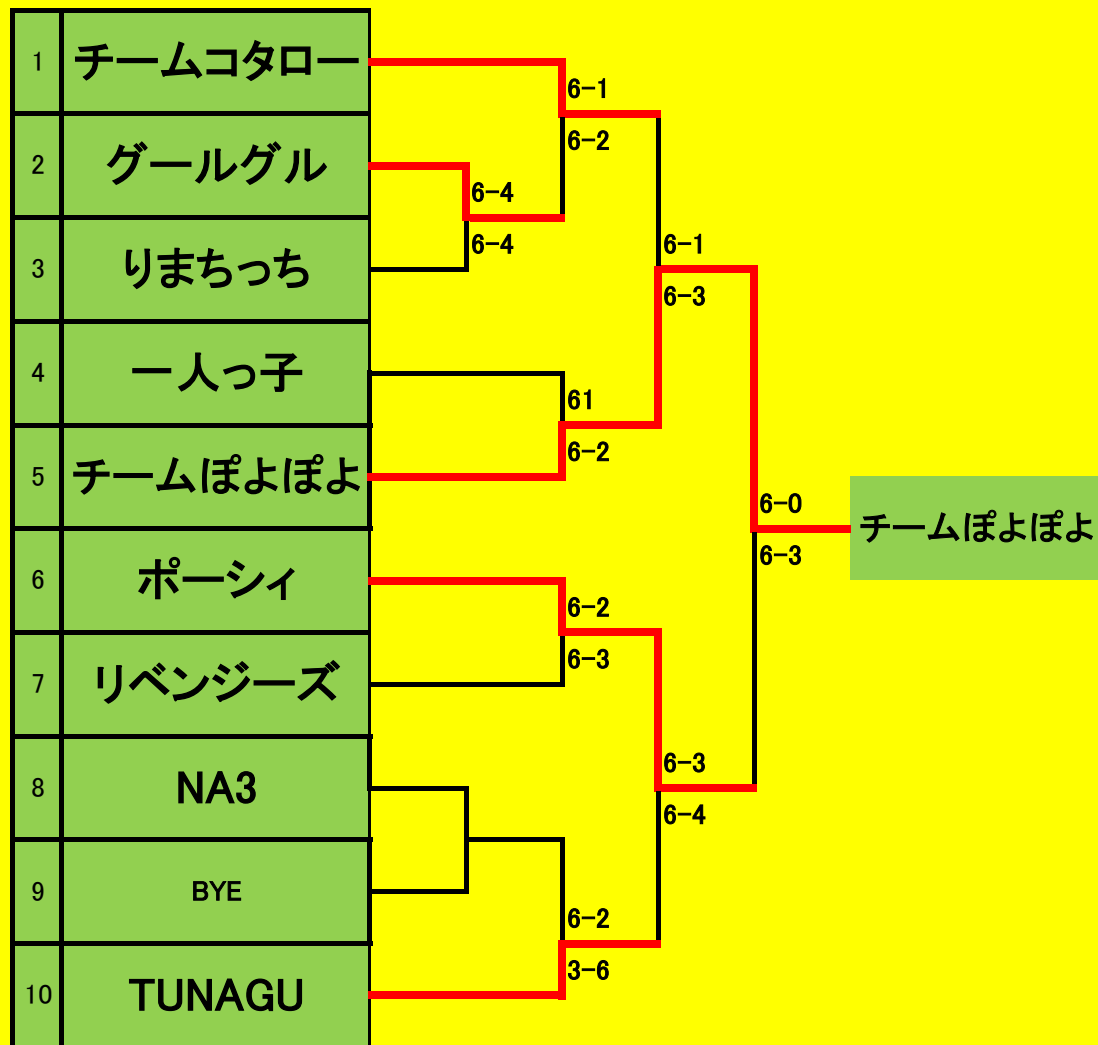 1 チームコタロー
6-1
2 グールグル
6-2
6-4
3 りまちっち
6-4
6-1
6-3
4 一人っ子
61
5 チームぽよぽよ
6-2
6-0
チームぽよぽよ
6-3
6 ポーシィ
6-2
7 リベンジーズ
6-3
8 NA3
6-3
6-4
9 BYE
6-2
10 TUNAGU
3-6